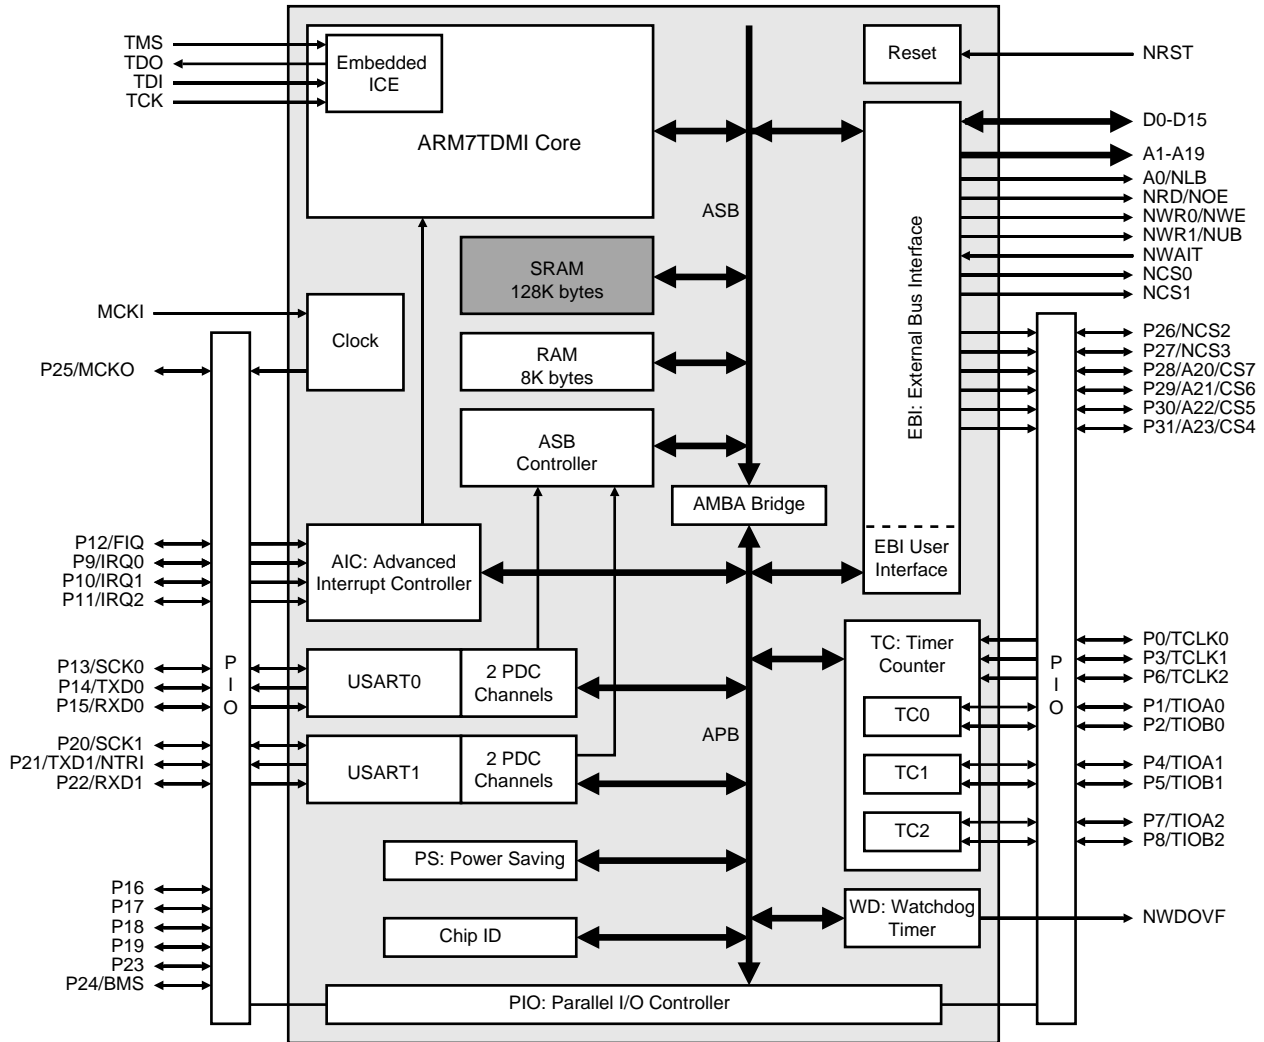 TMS
TDO
TDI
TCK
Embedded
ICE
ARM7TDMI Core
Reset
NRST
D0-D15
A1-A19
A0/NLB
NRD/NOE
NWR0/NWE
NWR1/NUB
NWAIT
NCS0
NCS1
ASB
EBI: External Bus Interface
SRAM
128K bytes
MCKI
Clock
RAM
8K bytes
P25/MCKO
P26/NCS2
P27/NCS3
P28/A20/CS7
P29/A21/CS6
P30/A22/CS5
P31/A23/CS4
ASB
Controller
AMBA Bridge
EBI User
Interface
P12/FIQ
P9/IRQ0
P10/IRQ1
P11/IRQ2
AIC: Advanced
Interrupt Controller
P13/SCK0
P14/TXD0
P15/RXD0
P
I
O
USART0
2 PDC
Channels
TC: Timer
Counter
P
I
O
P0/TCLK0
P3/TCLK1
P6/TCLK2
TC0
P1/TIOA0
P2/TIOB0
P20/SCK1
P21/TXD1/NTRI
P22/RXD1
USART1
2 PDC
Channels
APB
TC1
P4/TIOA1
P5/TIOB1
TC2
P7/TIOA2
P8/TIOB2
PS: Power Saving
P16
P17
P18
P19
P23
P24/BMS
Chip ID
WD: Watchdog
Timer
NWDOVF
PIO: Parallel I/O Controller